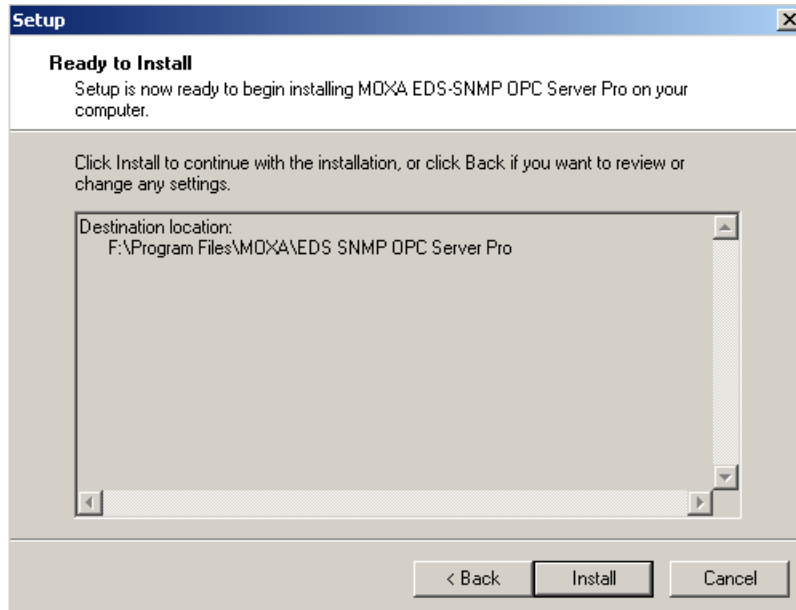 Setup
Ready to Install
Setup is now ready to begin installing MOXA EDS-SNMP OPC Server Pro on your
computer.
Click Install to continue with the installation, or click Back if you want to review or
change any settings.
Destination location:
F:\Program Files\MOXA\EDS SNMP OPC Server Pro
< Back
Install
Cancel